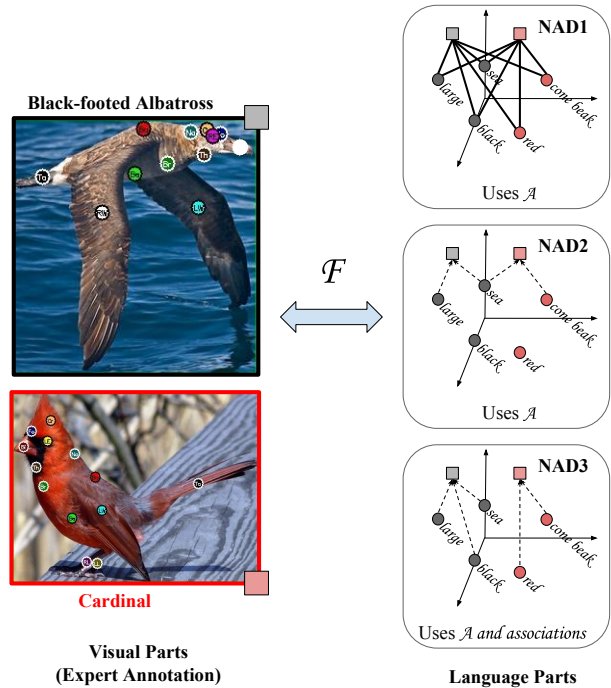 Black-footed Albatross
Cardinal
Visual Parts
(Expert Annotation)
ℱ
NAD1
sea
large
cone beak
black
red
Uses 𝒜
NAD2
sea
large
cone beak
black
red
Uses 𝒜
NAD3
sea
large
cone beak
black
red
Uses 𝒜 and associations
Language Parts